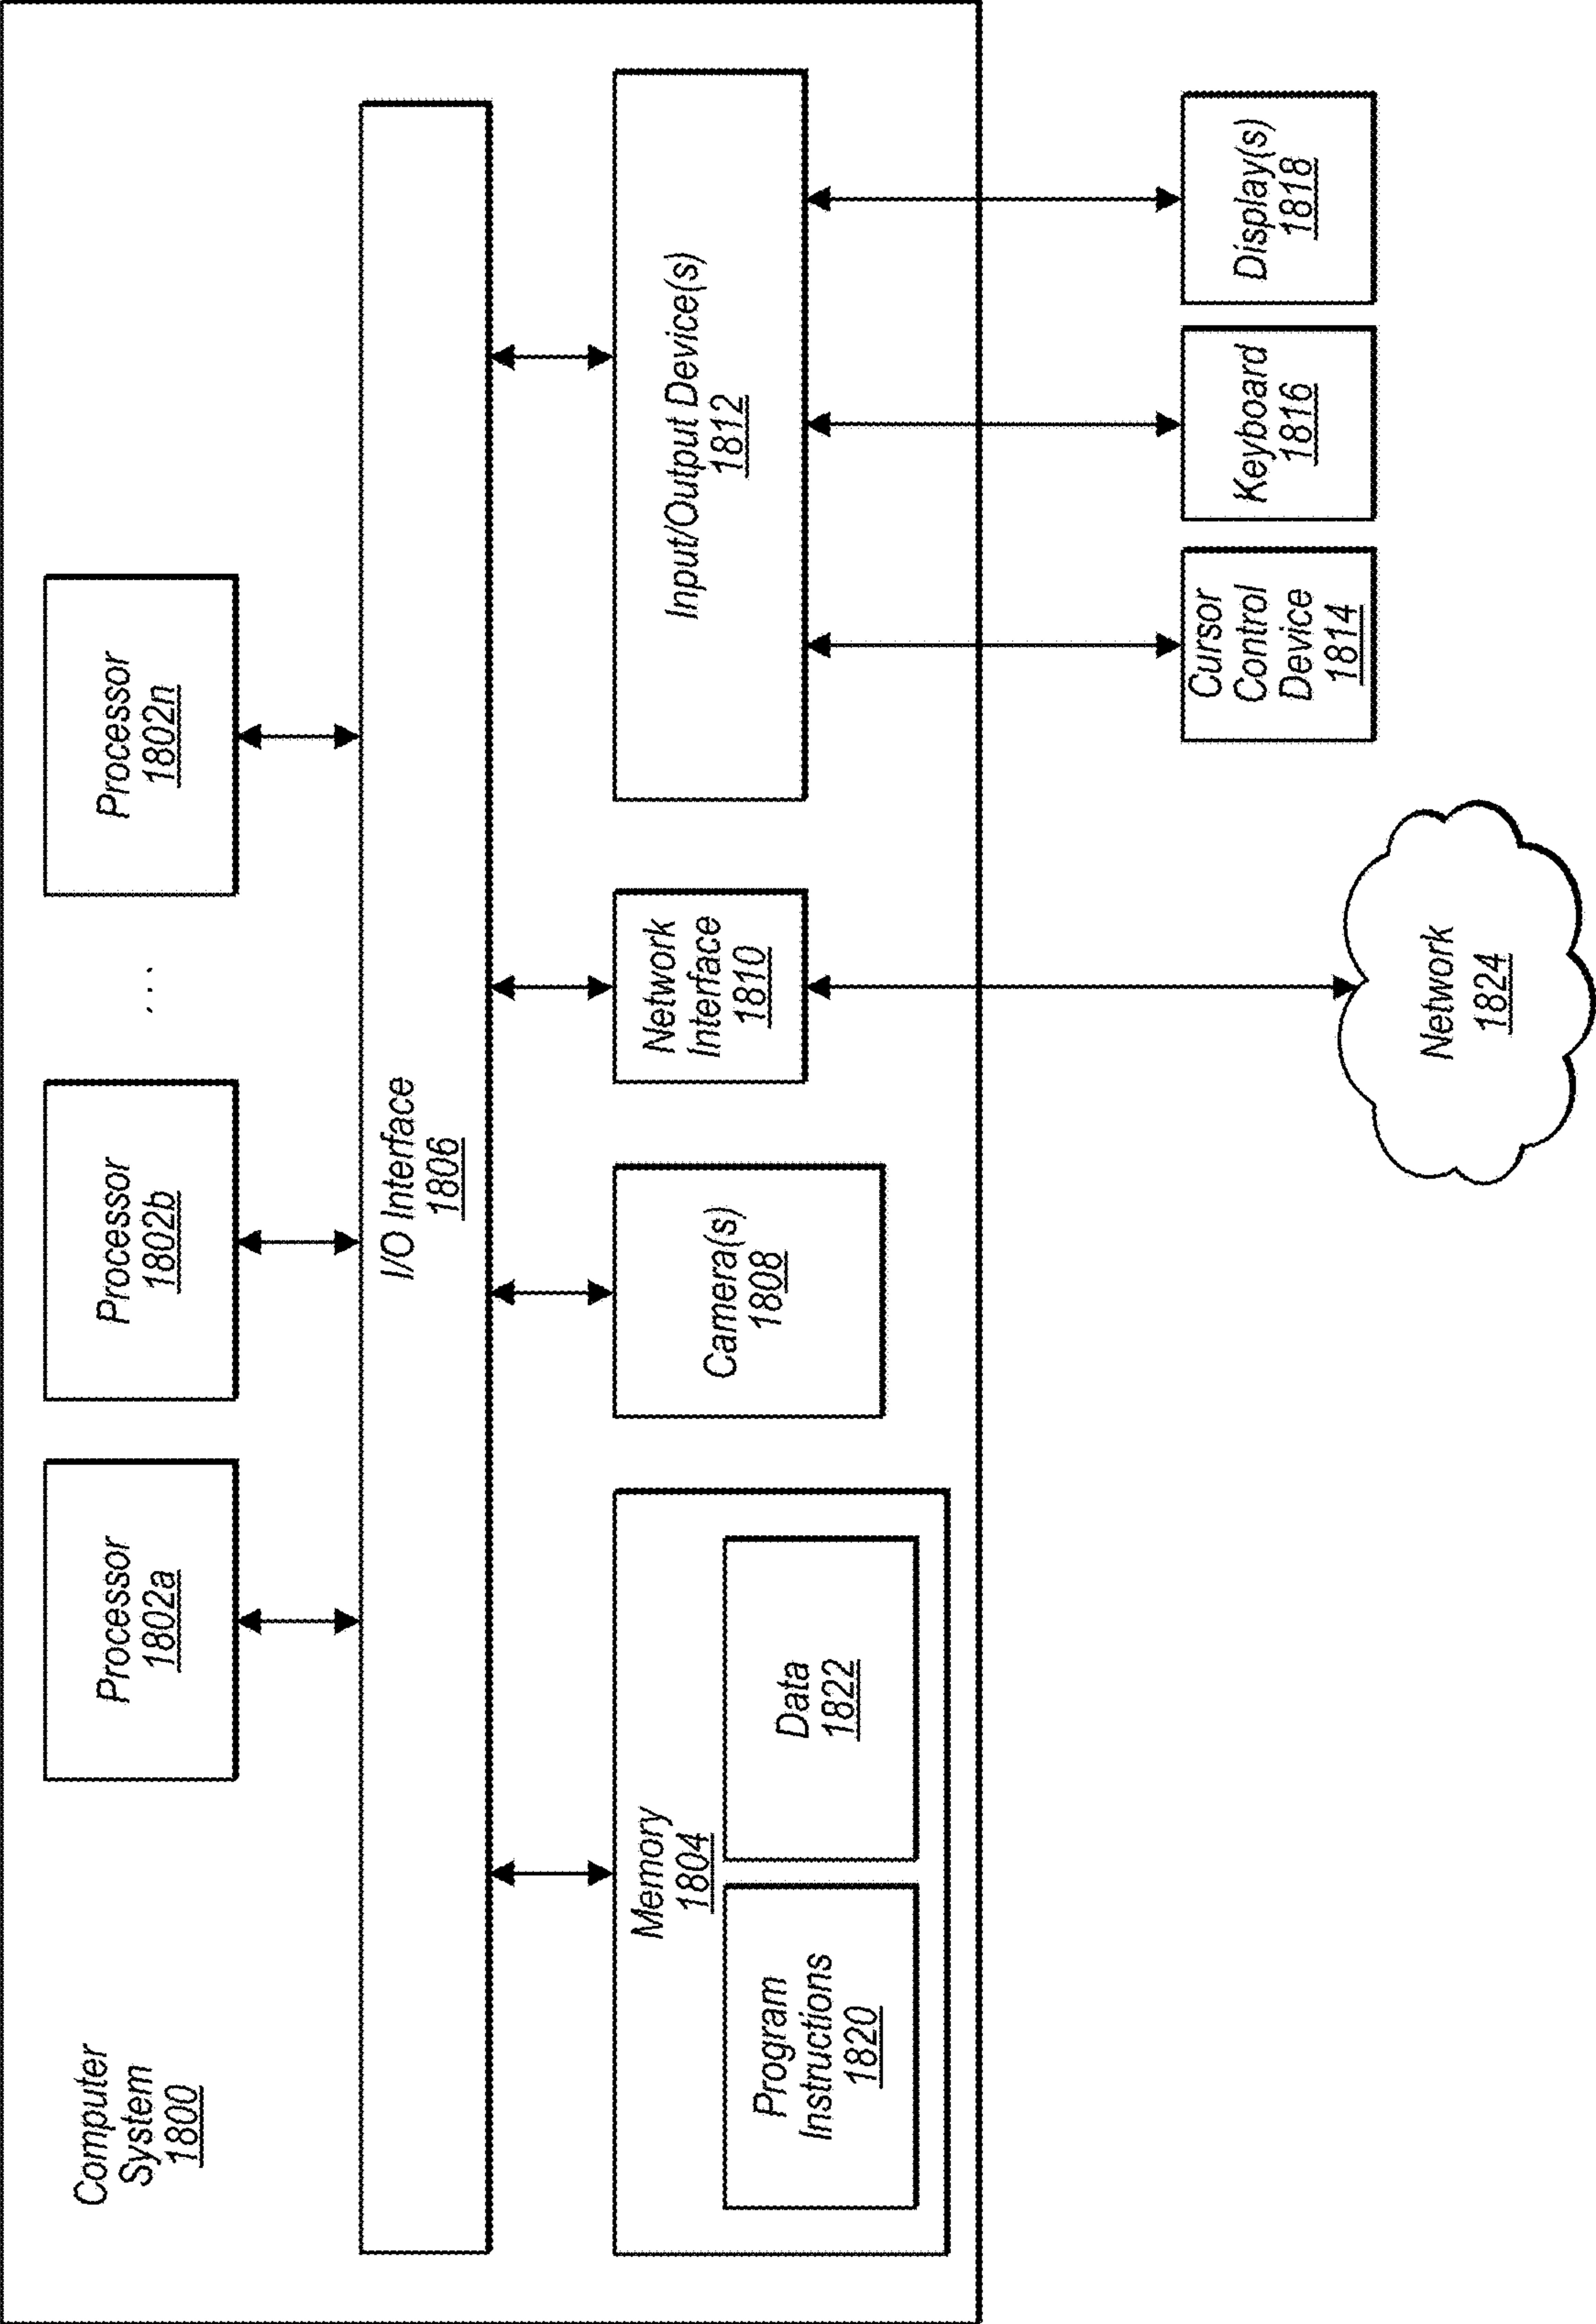 Computer
System
1800
Processor
1802a
Processor
1802b
. . .
Processor
1802n
I/O Interface
1806
Memory
1804
Program
Instructions
1820
Data
1822
Camera(s)
1808
Network
Interface
1810
Input/Output Device(s)
1812
Network
1824
Cursor
Control
Device
1814
Keyboard
1816
Display(s)
1818